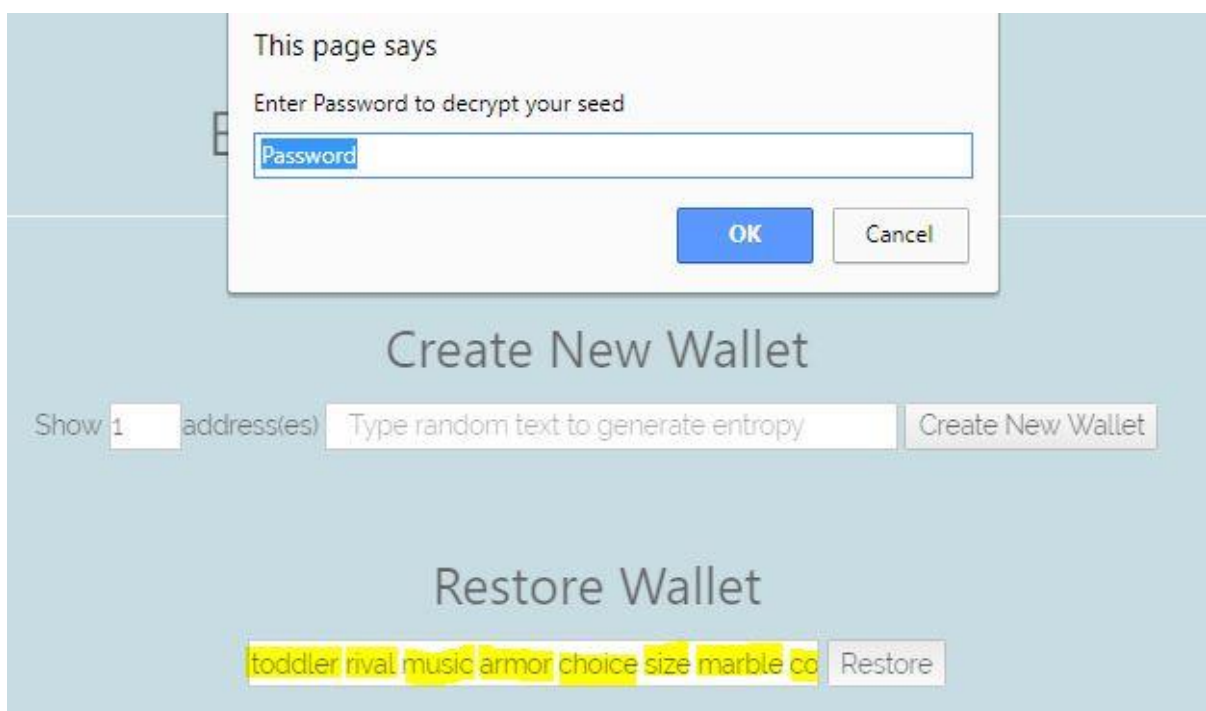 This page says
Enter Password to decrypt your seed
Password
OK Cancel
Create New Wallet
Show 1 address(es) Type random text to generate entropy Create New Wallet
Restore Wallet
toddler rival music armor choice size marble co Restore